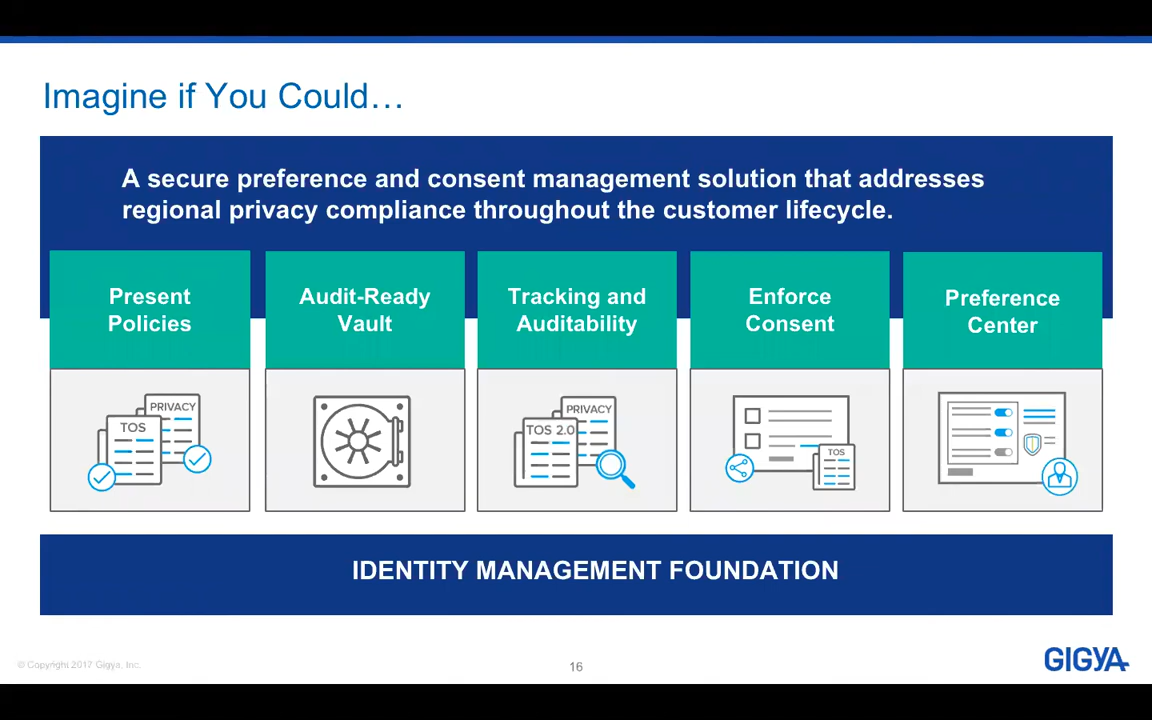 Imagine if You Could…
A secure preference and consent management solution that addresses
regional privacy compliance throughout the customer lifecycle.
Present
Policies
Audit-Ready
Vault
Tracking and
Auditability
Enforce
Consent
Preference
Center
PRIVACY
TOS
PRIVACY
TOS 2.0
TOS
IDENTITY MANAGEMENT FOUNDATION
© Copyright 2017 Gigya, Inc.
16
GIGYA